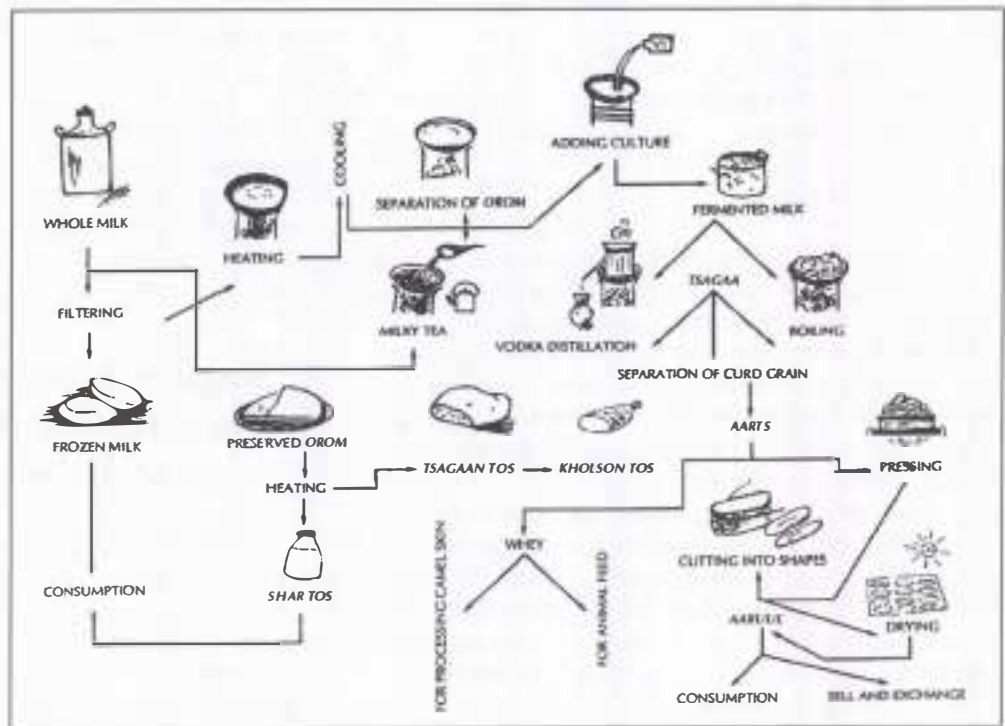 ADDING CULTURE
COOLING
WHOLE MILK
SEPARATION OF OROM
FERMENTED MILK
HEATING
TSAGAA
FILTERING
MILKY TEA
BOILING
VODKA DISTILLATION
SEPARATION OF CURD GRAIN
AARTS
FROZEN MILK
PRESERVED OROM
TSAGAAN TOS
KHOLSON TOS
PRESSING
HEATING
WHEY
CUTTING INTO SHAPES
FOR PROCESSING CAMEL SKIN
FOR ANIMAL FEED
CONSUMPTION
SHAR TOS
AARUUL
DRYING
CONSUMPTION
SELL AND EXCHANGE